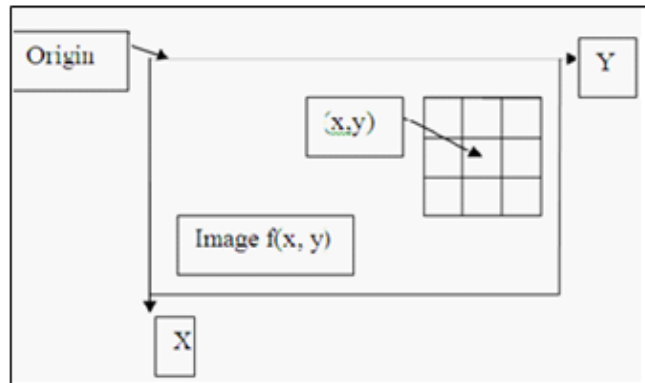 Origin
Y
(x,y)
Image f(x, y)
X